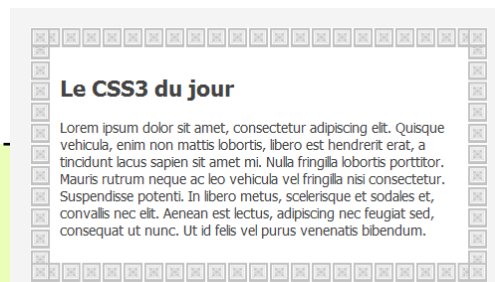 Le CSS3 du jour
Lorem ipsum dolor sit amet, consectetur adipiscing elit. Quisque
vehicula, enim non mattis lobortis, libero est hendrerit erat, a
tincidunt lacus sapien sit amet mi. Nulla fringilla lobortis porttitor.
Mauris rutrum neque ac leo vehicula vel fringilla nisi consectetur.
Suspendisse potenti. In libero metus, scelerisque et sodales et,
convallis nec elit. Aenean est lectus, adipiscing nec feugiat sed,
consequat ut nunc. Ut id felis vel purus venenatis bibendum.